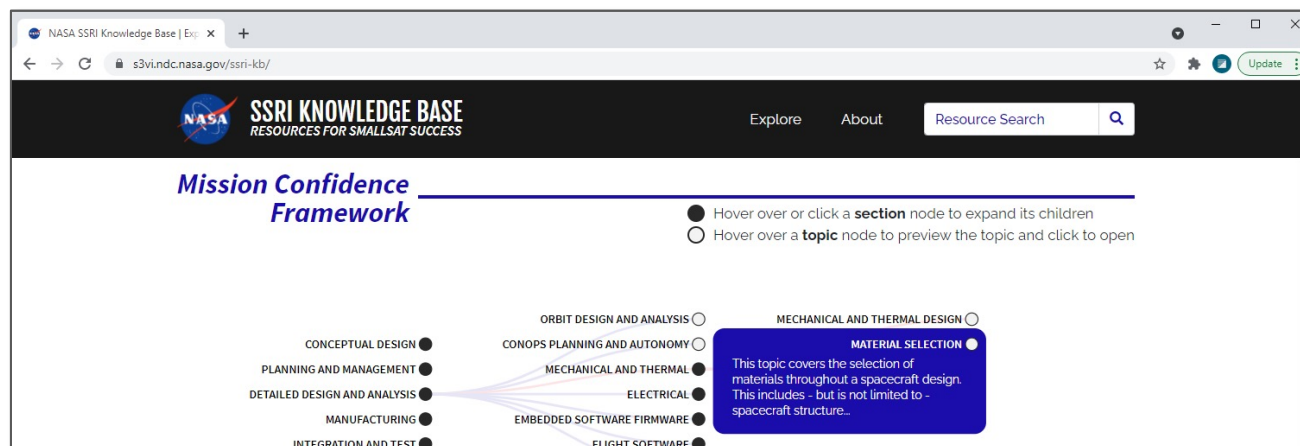 NASA SSRI Knowledge Base | Exp
s3vi.ndc.nasa.gov/ssri-kb/
Update
NASA
SSRI KNOWLEDGE BASE
RESOURCES FOR SMALLSAT SUCCESS
Explore
About
Resource Search
Mission Confidence
Framework
Hover over or click a section node to expand its children
Hover over a topic node to preview the topic and click to open
CONCEPTUAL DESIGN
PLANNING AND MANAGEMENT
DETAILED DESIGN AND ANALYSIS
MANUFACTURING
INTEGRATION AND TEST
ORBIT DESIGN AND ANALYSIS
CONOPS PLANNING AND AUTONOMY
MECHANICAL AND THERMAL
ELECTRICAL
EMBEDDED SOFTWARE FIRMWARE
FLIGHT SOFTWARE
MECHANICAL AND THERMAL DESIGN
MATERIAL SELECTION
This topic covers the selection of
materials throughout a spacecraft design.
This includes - but is not limited to -
spacecraft structure...